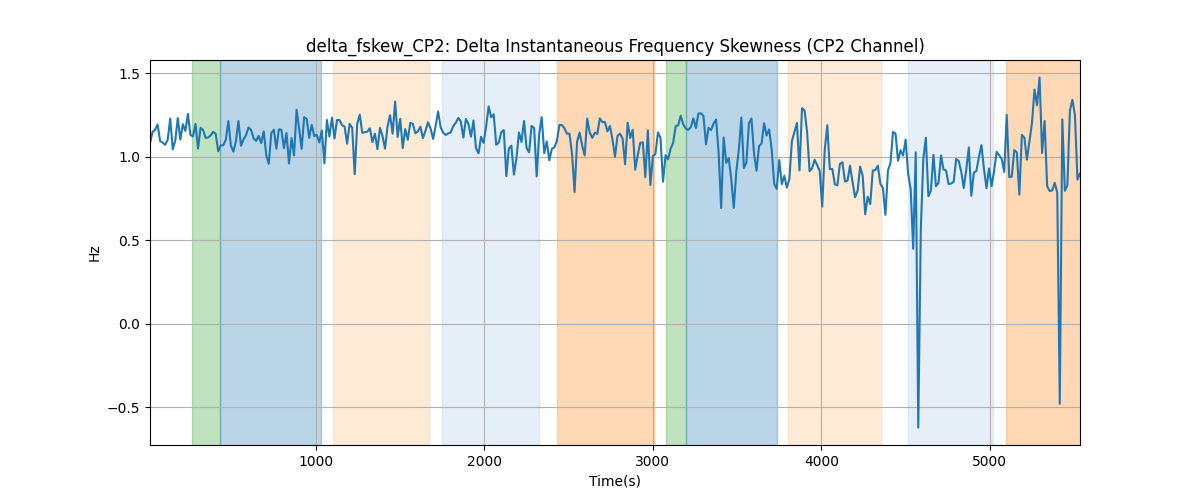 delta_fskew_CP2: Delta Instantaneous Frequency Skewness (CP2 Channel)
Hz
1.5
1.0
0.5
0.0
−0.5
1000 2000 3000 4000 5000
Time(s)